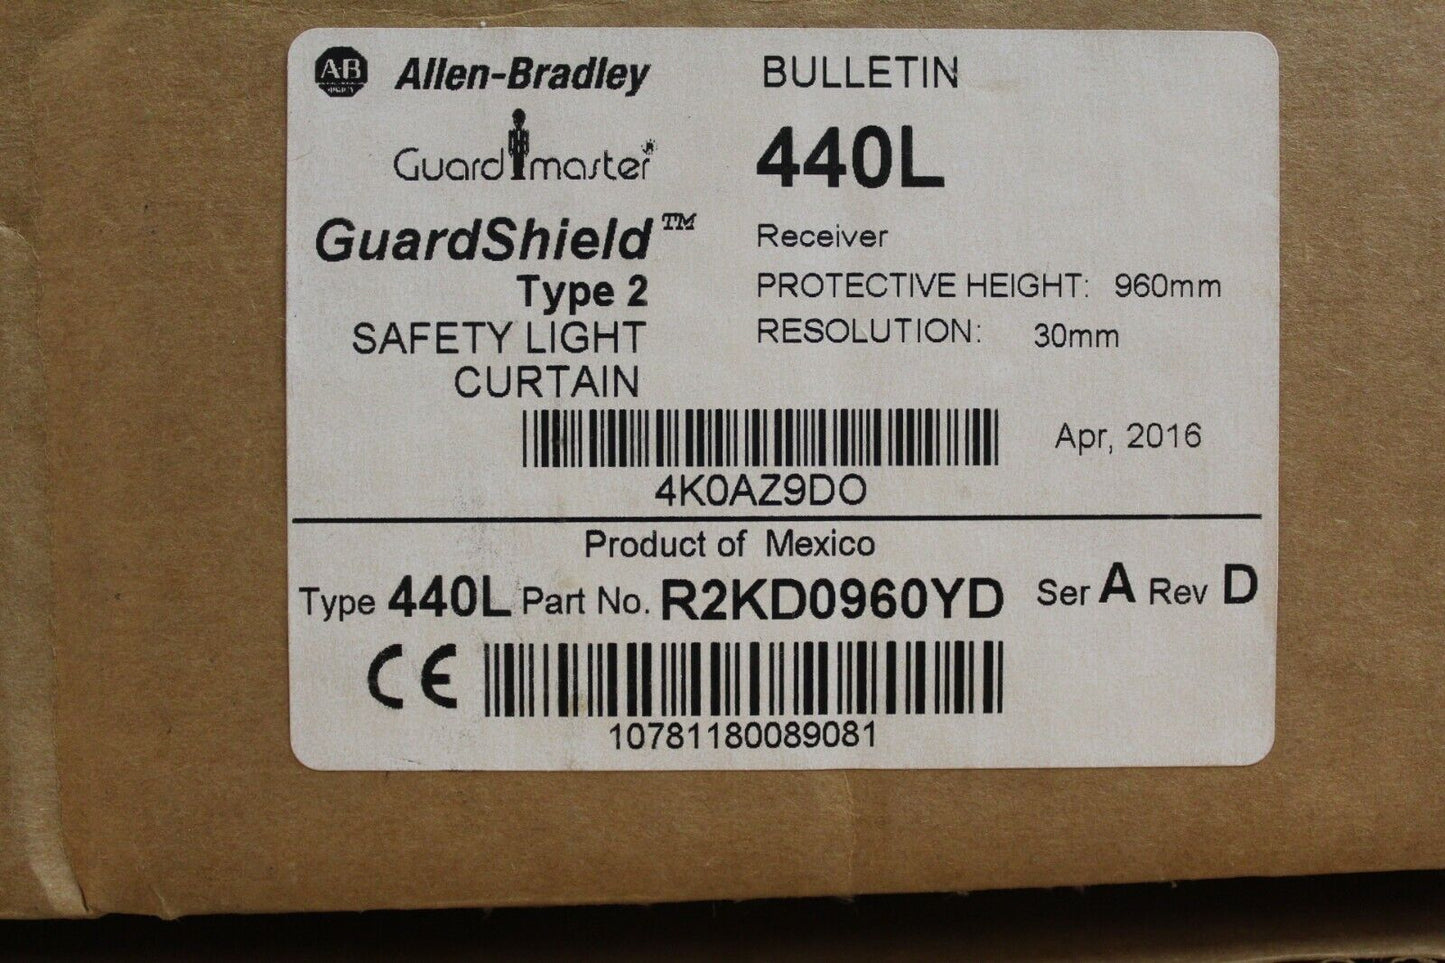 A-B
Allen-Bradley
Guardmaster
GuardShield™
Type 2
SAFETY LIGHT
CURTAIN
BULLETIN
440L
Receiver
PROTECTIVE HEIGHT: 960mm
RESOLUTION: 30mm
Apr, 2016
4K0AZ9DO
Product of Mexico
Type 440L Part No. R2KD0960YD Ser A Rev D
CE
10781180089081